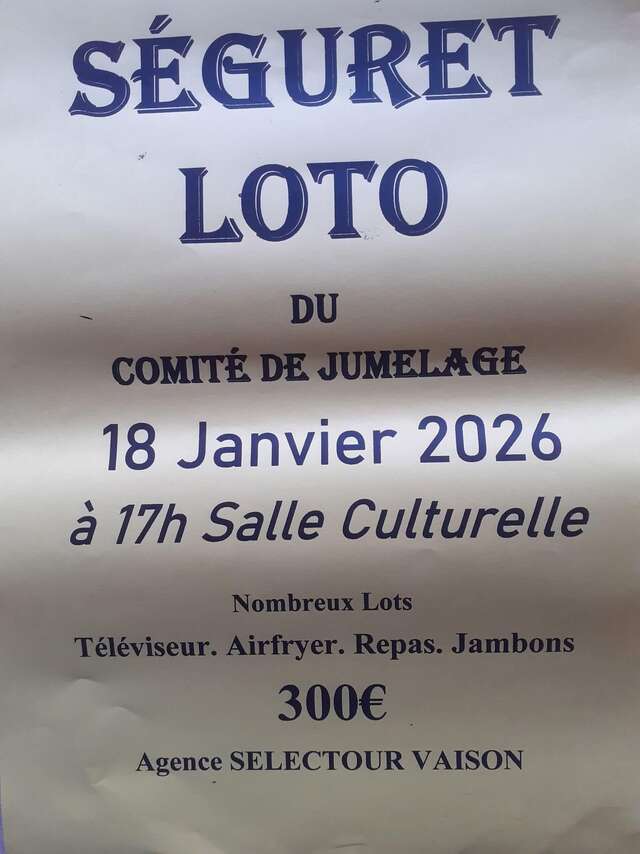 SÉGURET
LOTO
DU
COMITÉ DE JUMELAGE
18 Janvier 2026
à 17h Salle Culturelle
Nombreux Lots
Téléviseur. Airfryer. Repas. Jambons
300€
Agence SELECTOUR VAISON